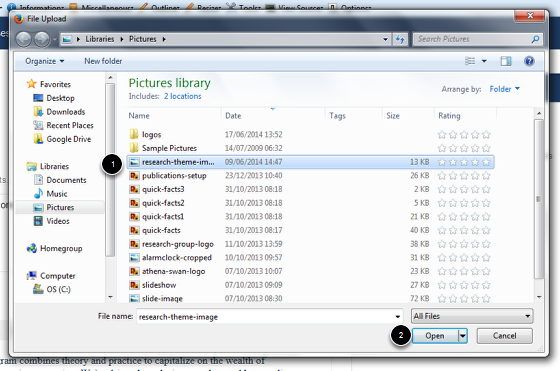 Informations Miscellaneous Outline Resize Tools View Source Options
File Upload
Libraries Pictures
Search Pictures
Organize New folder
Favorites
Desktop
Downloads
Recent Places
Google Drive
Libraries
Documents
Music
Pictures
Videos
Homegroup
Computer
OS (C:)
Pictures library
Includes: 2 locations
Arrange by: Folder
Name Date Tags Size Rating
logos 17/06/2014 13:52
Sample Pictures 14/07/2009 06:32
1
research-theme-im... 09/06/2014 14:47 13 KB
publications-setup 23/12/2013 10:40 26 KB
quick-facts3 31/10/2013 08:18 2 KB
quick-facts2 31/10/2013 08:18 5 KB
quick-facts1 31/10/2013 08:18 21 KB
quick-facts 31/10/2013 08:17 40 KB
research-group-logo 11/10/2013 13:59 38 KB
alarmclock-cropped 10/10/2013 09:57 31 KB
athena-swan-logo 07/10/2013 10:07 23 KB
slideshow 07/10/2013 09:09 27 KB
slide-image 07/10/2013 08:30 72 KB
File name: research-theme-image
All Files
2
Open Cancel
ram combines theory and practice to capitalize on the wealth of